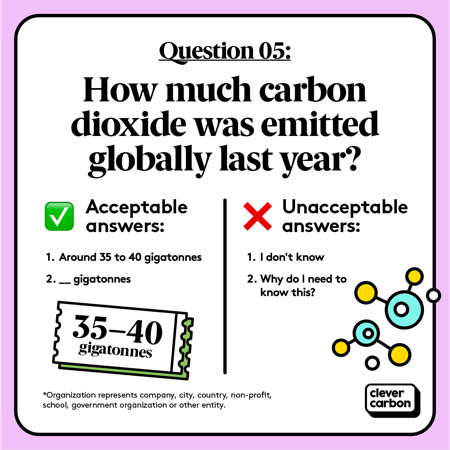 Question 05:
How much carbon
dioxide was emitted
globally last year?
Acceptable
answers:
1. Around 35 to 40 gigatonnes
2. __ gigatonnes
35–40
gigatonnes
Unacceptable
answers:
1. I don't know
2. Why do I need to
know this?
*Organization represents company, city, country, non-profit,
school, government organization or other entity.
clever
carbon